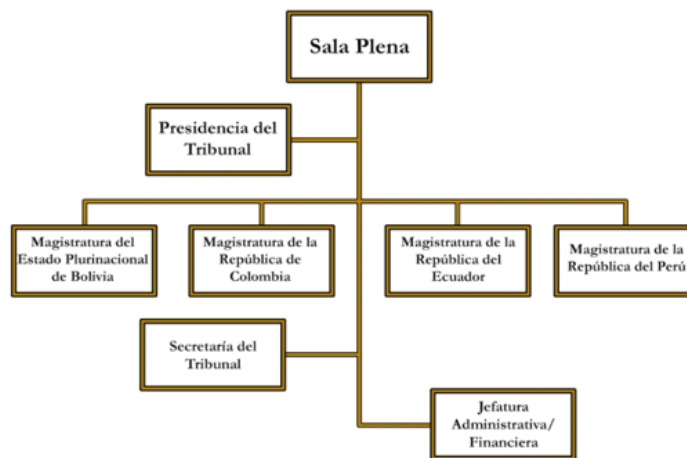 Sala Plena
Presidencia del
Tribunal
Magistratura del
Estado Plurinacional
de Bolivia
Magistratura de la
República de
Colombia
Magistratura de la
República del
Ecuador
Magistratura de la
República del Perú
Secretaría del
Tribunal
Jefatura
Administrativa/
Financiera